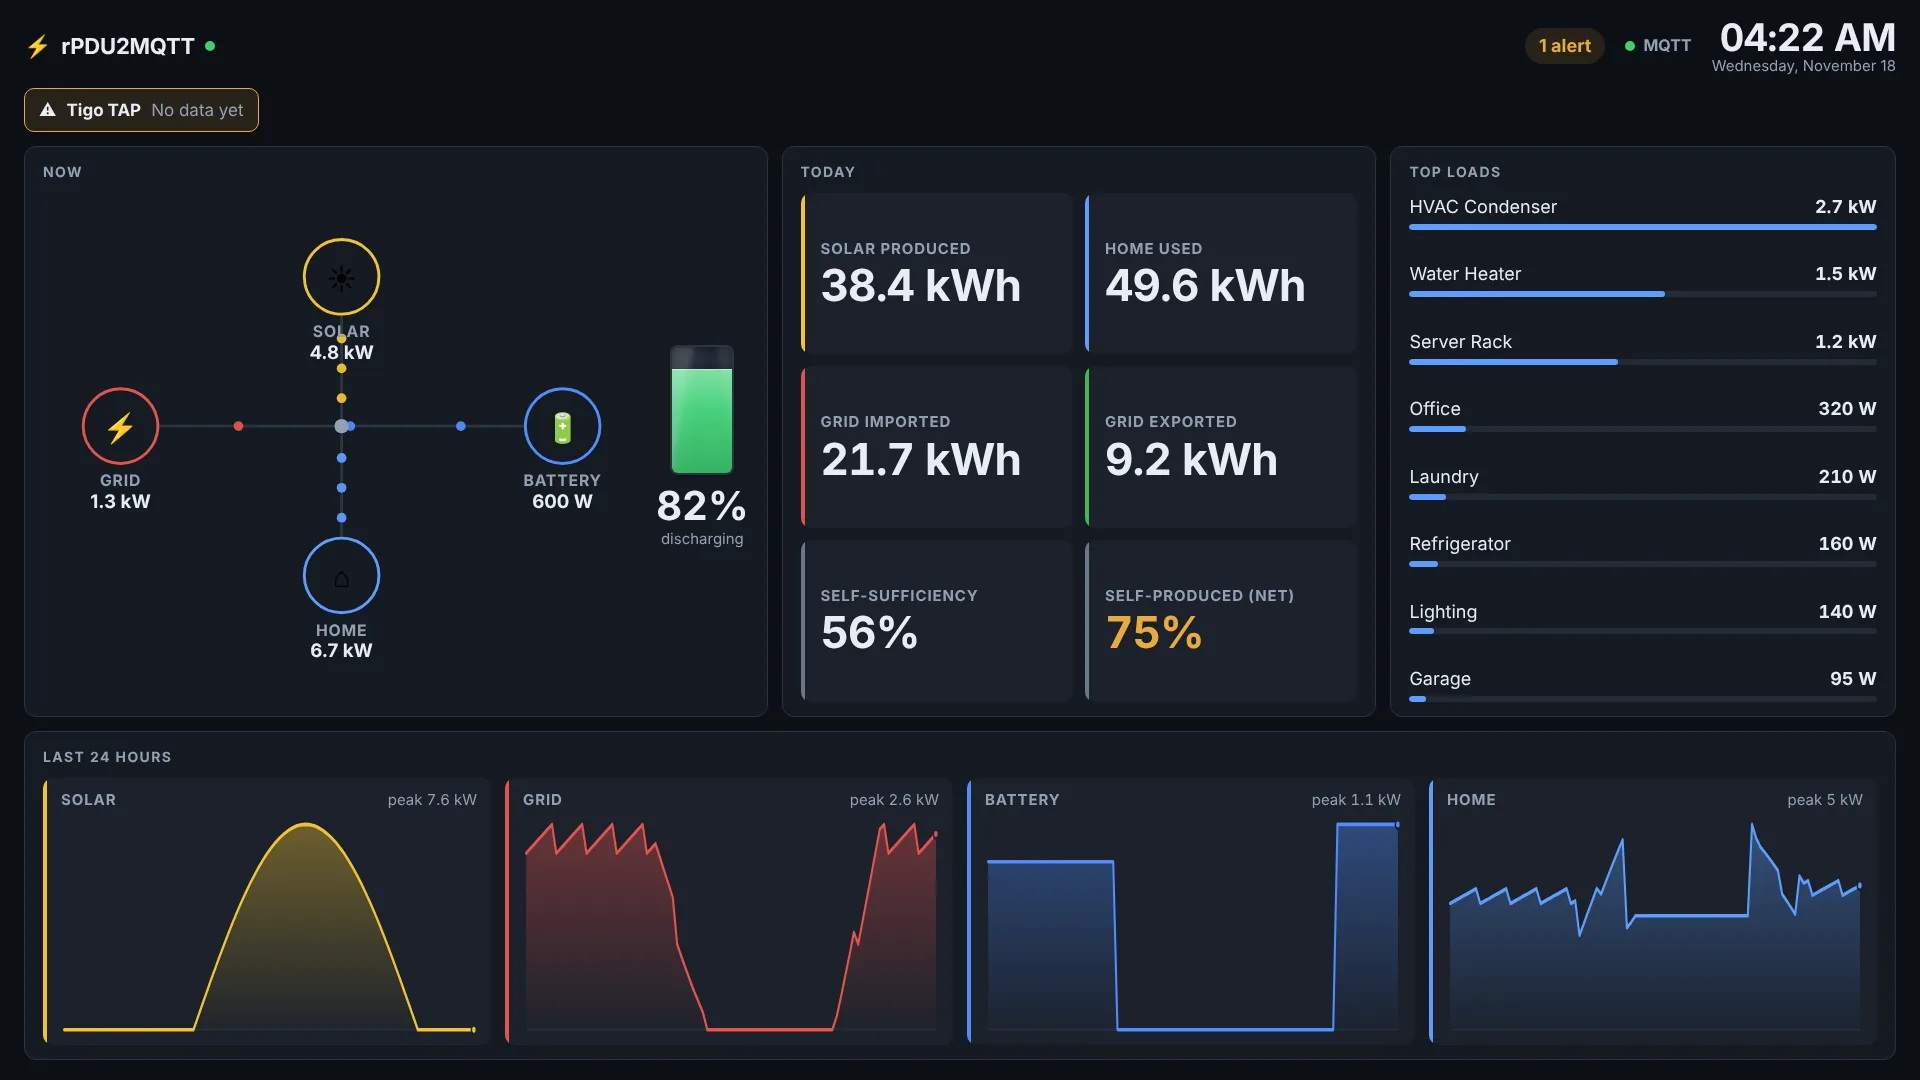 ⚡ rPDU2MQTT
1 alert
MQTT
04:22 AM
Wednesday, November 18
⚠ Tigo TAP No data yet
NOW
SOLAR
4.8 kW
GRID
1.3 kW
BATTERY
600 W
HOME
6.7 kW
82%
discharging
TODAY
SOLAR PRODUCED
38.4 kWh
HOME USED
49.6 kWh
GRID IMPORTED
21.7 kWh
GRID EXPORTED
9.2 kWh
SELF-SUFFICIENCY
56%
SELF-PRODUCED (NET)
75%
TOP LOADS
HVAC Condenser 2.7 kW
Water Heater 1.5 kW
Server Rack 1.2 kW
Office 320 W
Laundry 210 W
Refrigerator 160 W
Lighting 140 W
Garage 95 W
LAST 24 HOURS
SOLAR peak 7.6 kW
GRID peak 2.6 kW
BATTERY peak 1.1 kW
HOME peak 5 kW